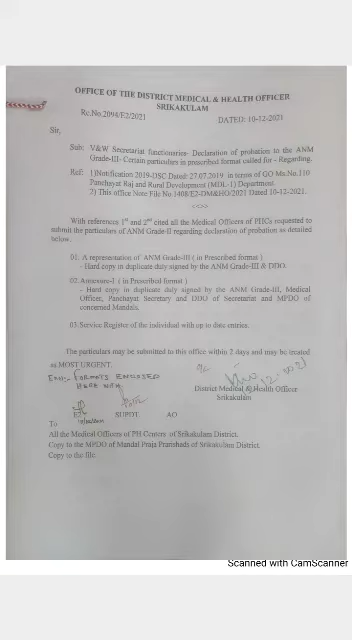 OFFICE OF THE DISTRICT MEDICAL & HEALTH OFFICER
SRIKAKULAM
Rc.No.2094/E2/2021
DATED: 10-12-2021
Sir,
Sub: V&W Secretariat functionaries- Declaration of probation to the ANM
Grade-III- Certain particulars in prescribed format called for - Regarding.
Ref: 1)Notification 2019-DSC Dated: 27.07.2019 in terms of GO Ms.No.110
Panchayat Raj and Rural Development (MDL-1) Department.
2) This office Note File No.1408/E2-DM&HO/2021 Dated 10-12-2021.
<<>>
With references 1st and 2nd cited all the Medical Officers of PHCs requested to
submit the particulars of ANM Grade-II regarding declaration of probation as detailed
below.
01. A representation of ANM Grade-III ( in Prescribed format )
- Hard copy in duplicate duly signed by the ANM Grade-III & DDO.
02.Annexure-I ( in Prescribed format )
- Hard copy in duplicate duly signed by the ANM Grade-III, Medical
Officer, Panchayat Secretary and DDO of Secretariat and MPDO of
concerned Mandals.
03.Service Register of the individual with up to date entries.
The particulars may be submitted to this office within 2 days and may be treated
as MOST URGENT.
Encl:- FORMATS ENCLOSED
HERE WITH
District Medical & Health Officer
Srikakulam
SUPDT. AO
To
All the Medical Officers of PH Centers of Srikakulam District.
Copy to the MPDO of Mandal Praja Parishads of Srikakulam District.
Copy to the file.
Scanned with CamScanner